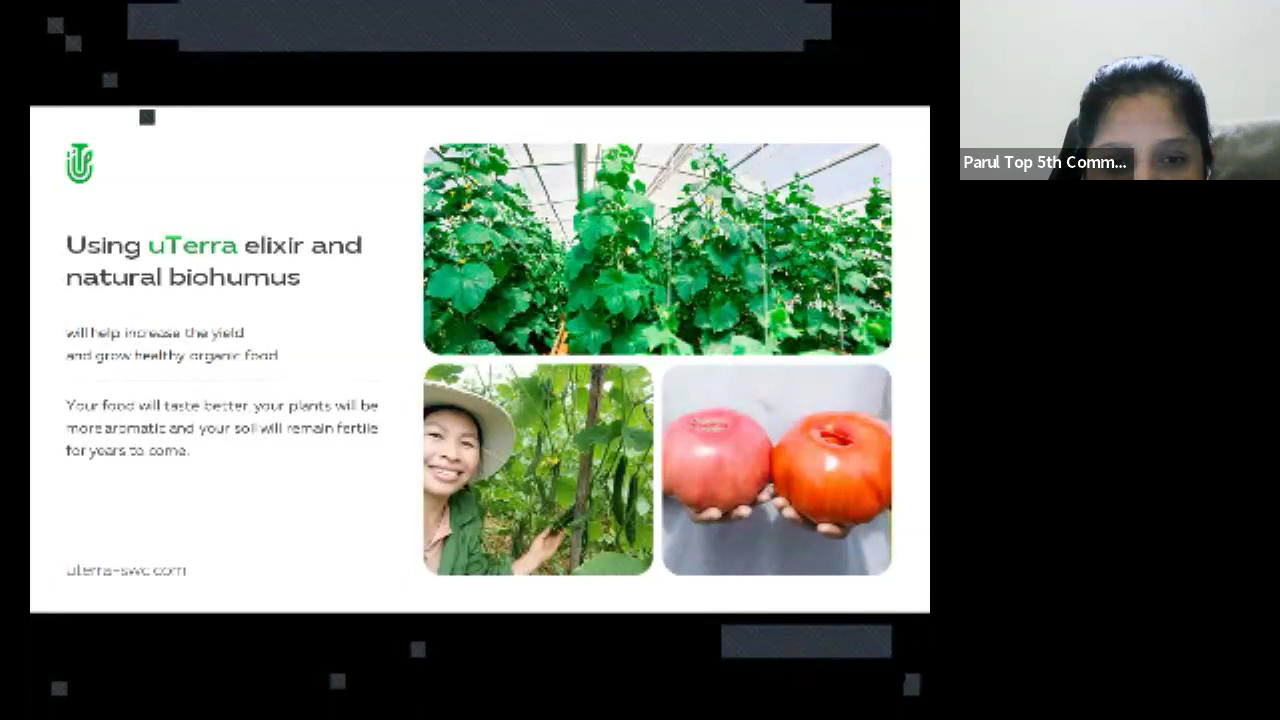 Using uTerra elixir and
natural biohumus
will help increase the yield
and grow healthy organic food
Your food will taste better, your plants will be
more aromatic and your soil will remain fertile
for years to come.
uterra-swc.com
Parul Top 5th Comm...